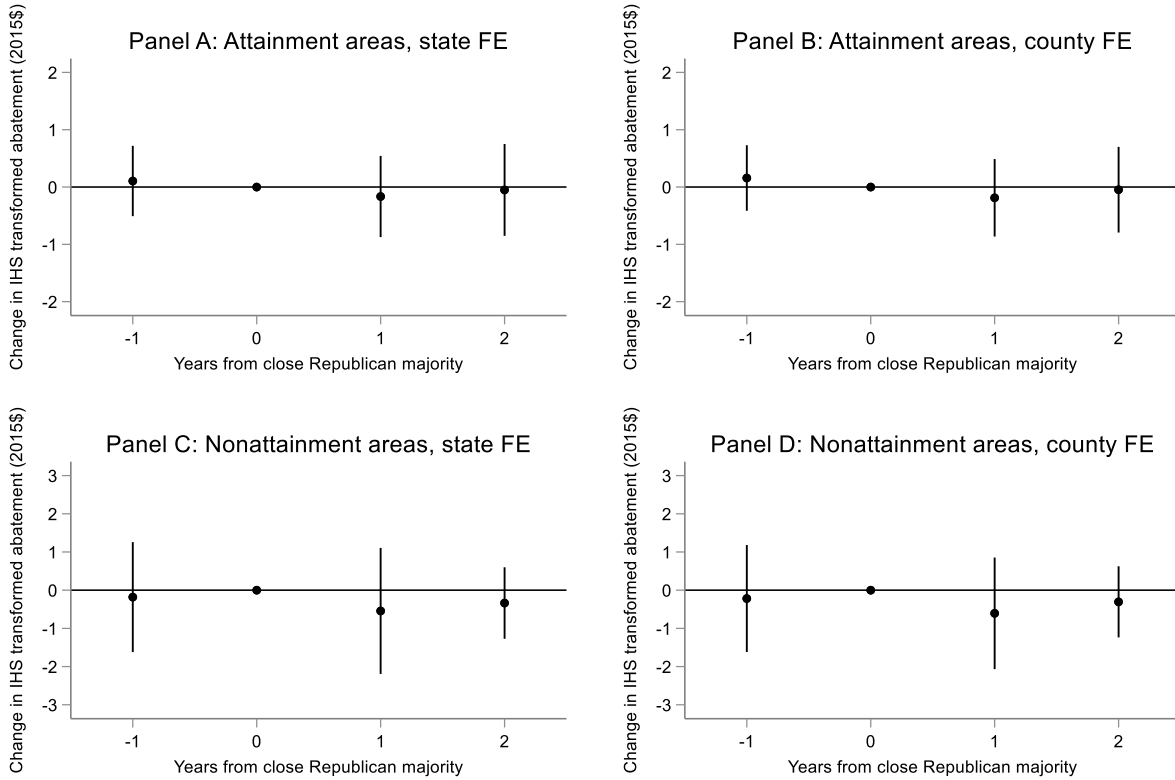 Panel A: Attainment areas, state FE
Change in IHS transformed abatement (2015$)
2
1
0
-1
-2
-1 0 1 2
Years from close Republican majority
Panel B: Attainment areas, county FE
Change in IHS transformed abatement (2015$)
2
1
0
-1
-2
-1 0 1 2
Years from close Republican majority
Panel C: Nonattainment areas, state FE
Change in IHS transformed abatement (2015$)
3
2
1
0
-1
-2
-3
-1 0 1 2
Years from close Republican majority
Panel D: Nonattainment areas, county FE
Change in IHS transformed abatement (2015$)
3
2
1
0
-1
-2
-3
-1 0 1 2
Years from close Republican majority